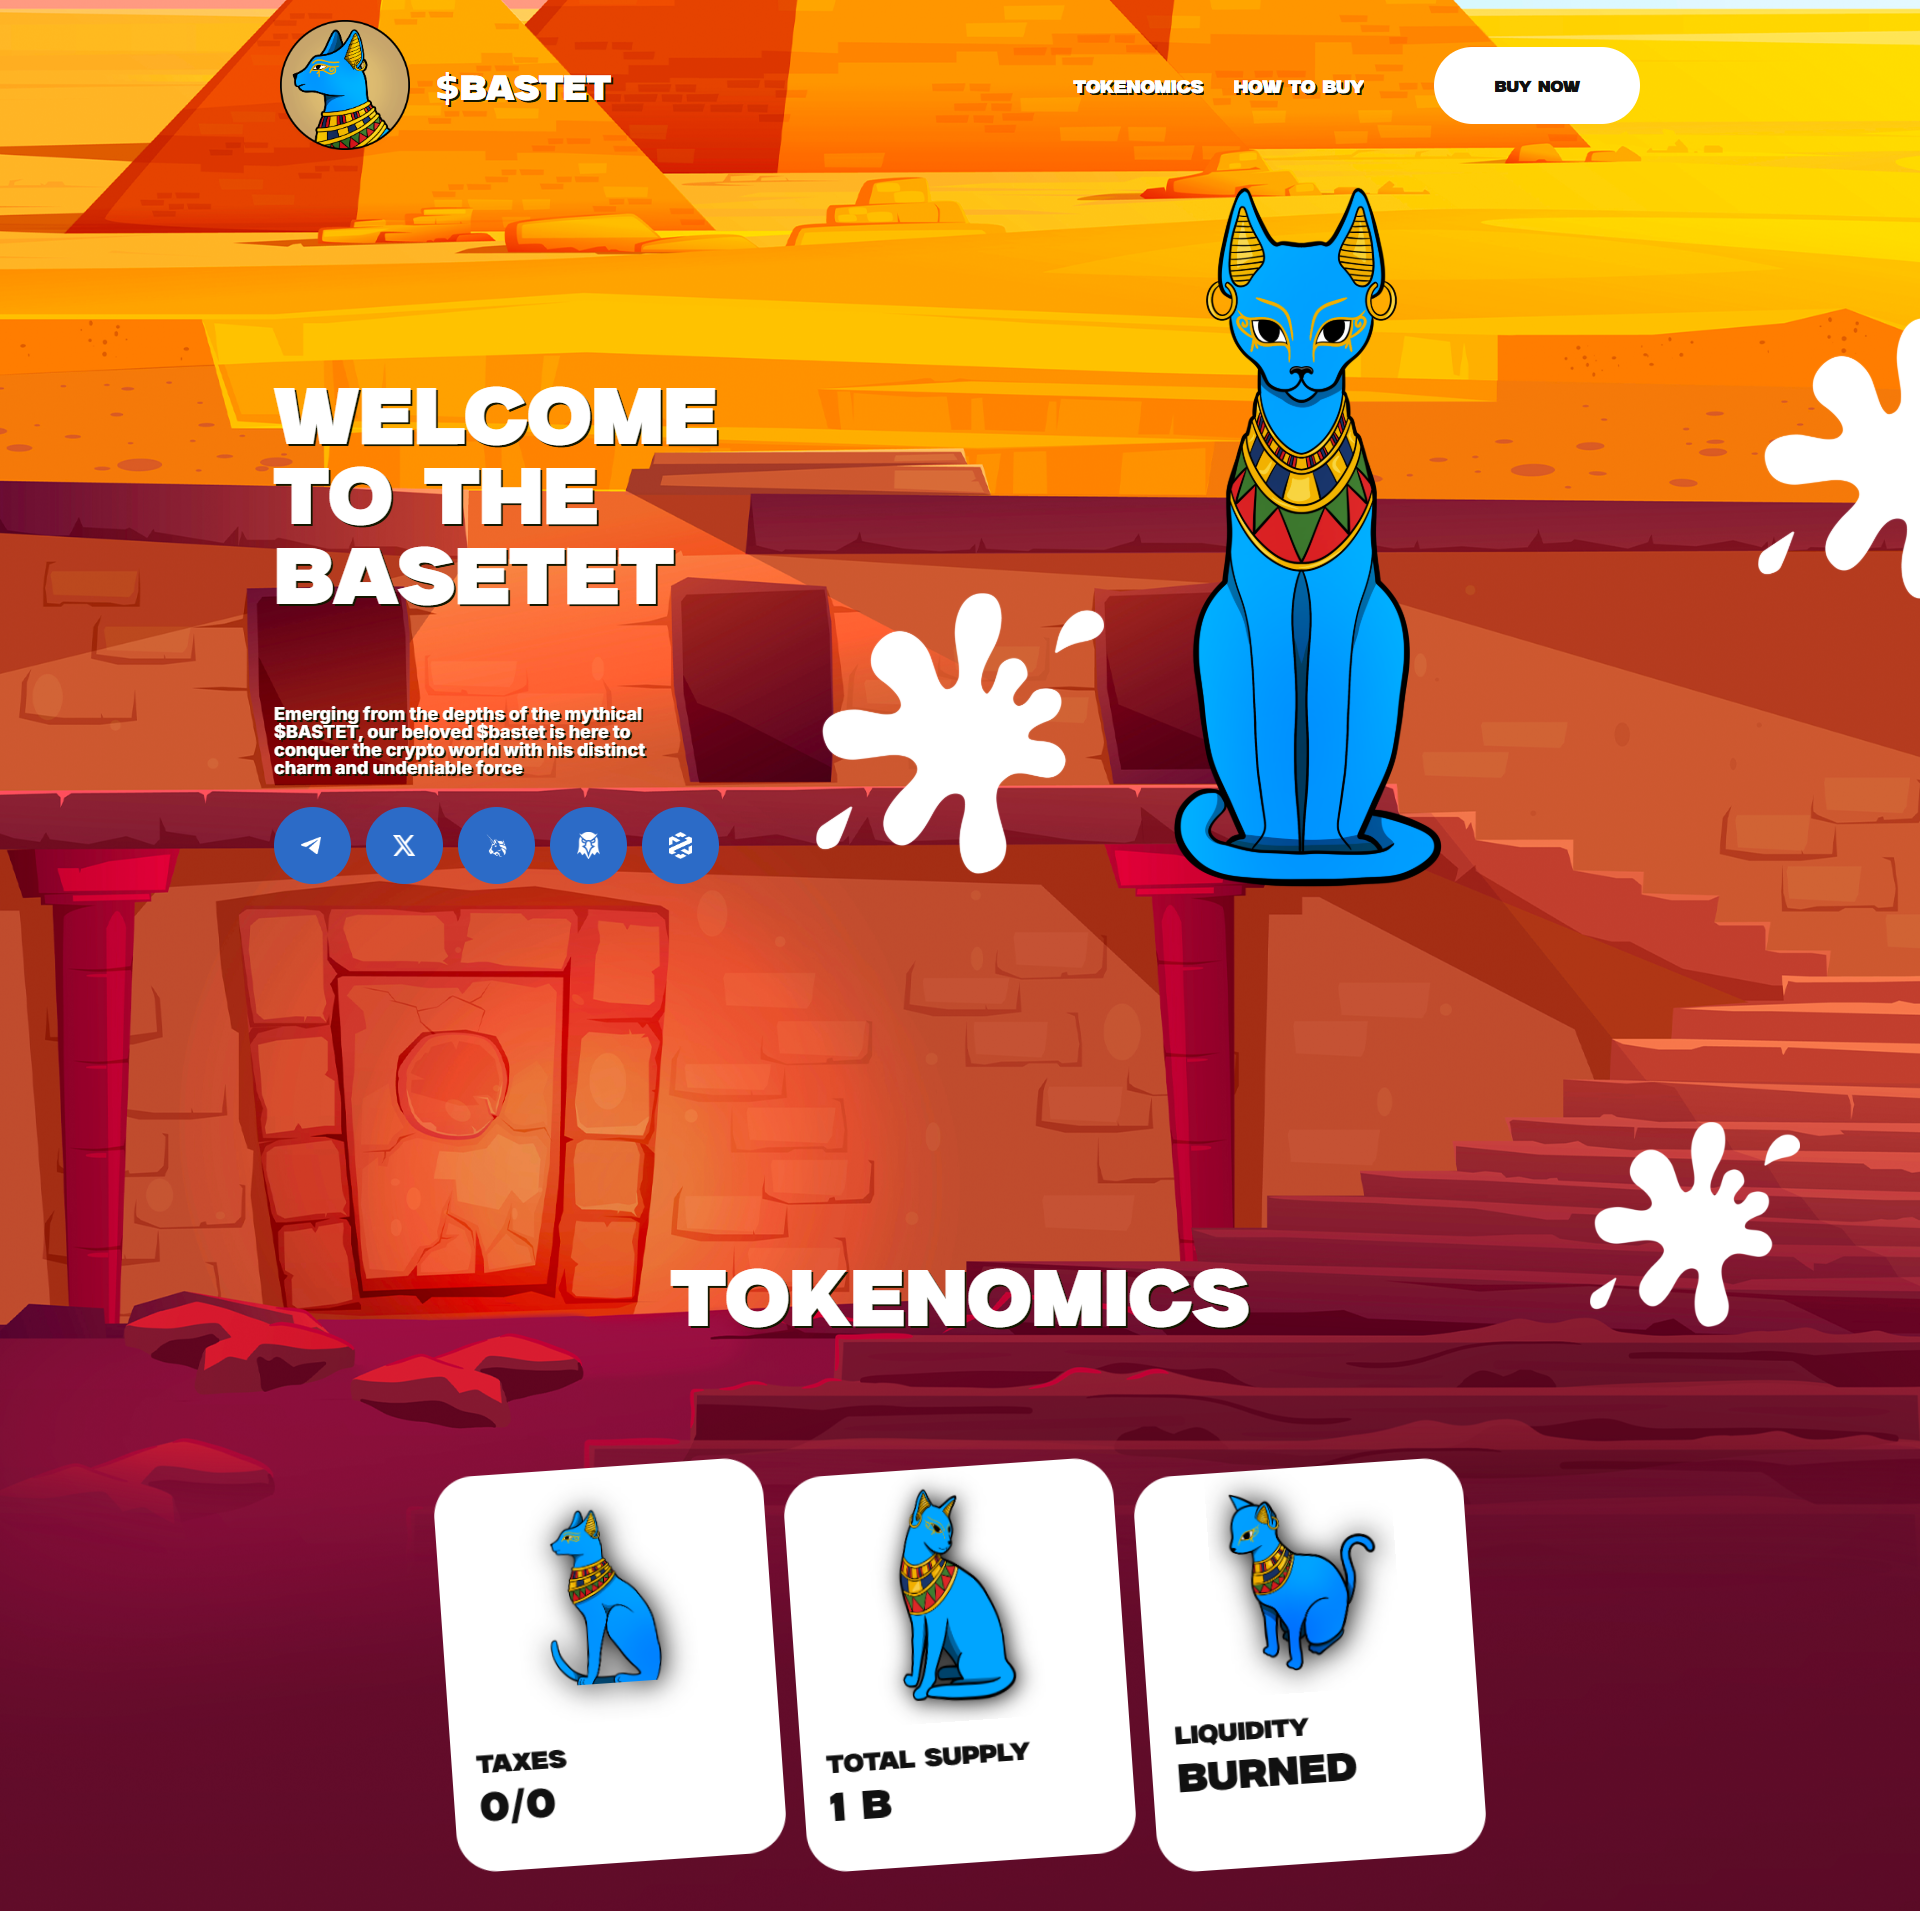 $BASTET
TOKENOMICS
HOW TO BUY
BUY NOW
WELCOME
TO THE
BASETET
Emerging from the depths of the mythical
$BASTET, our beloved $bastet is here to
conquer the crypto world with his distinct
charm and undeniable force
TOKENOMICS
TAXES
0/0
TOTAL SUPPLY
1 B
LIQUIDITY
BURNED